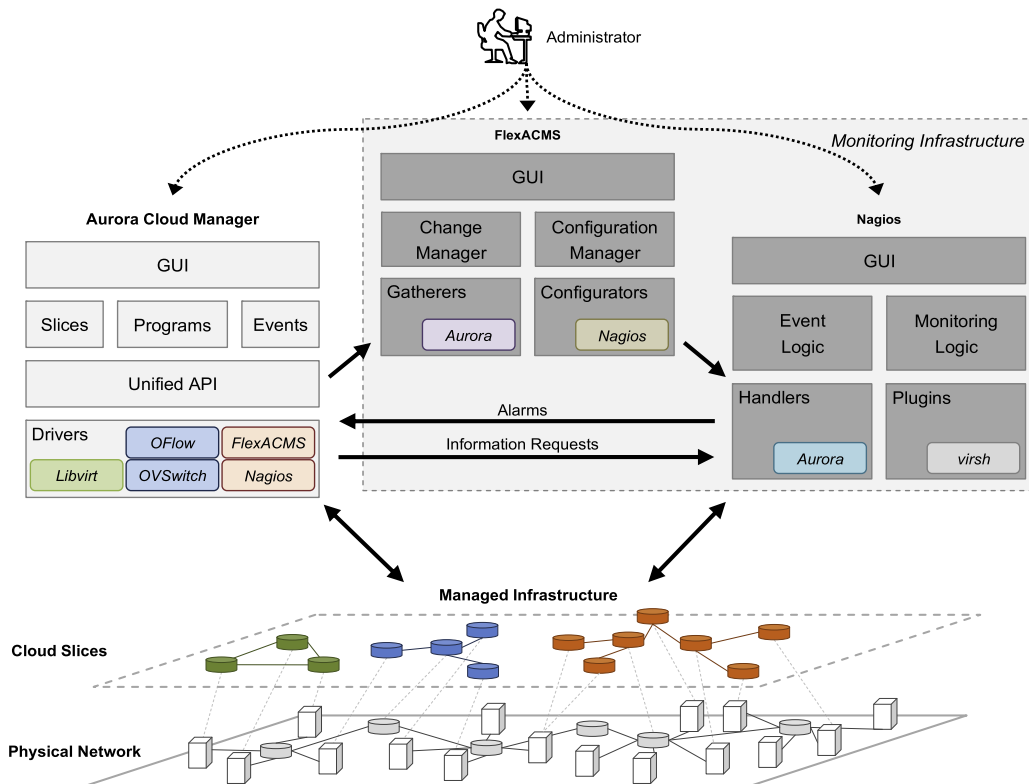 Administrator
FlexACMS
Monitoring Infrastructure
GUI
Aurora Cloud Manager
Change
Manager
Configuration
Manager
Nagios
GUI
GUI
Gatherers
Configurators
Aurora
Nagios
Slices
Programs
Events
Event
Logic
Monitoring
Logic
Unified API
Alarms
Handlers
Plugins
Drivers
OFlow
FlexACMS
Information Requests
Libvirt
OVSwitch
Nagios
Aurora
virsh
Managed Infrastructure
Cloud Slices
Physical Network